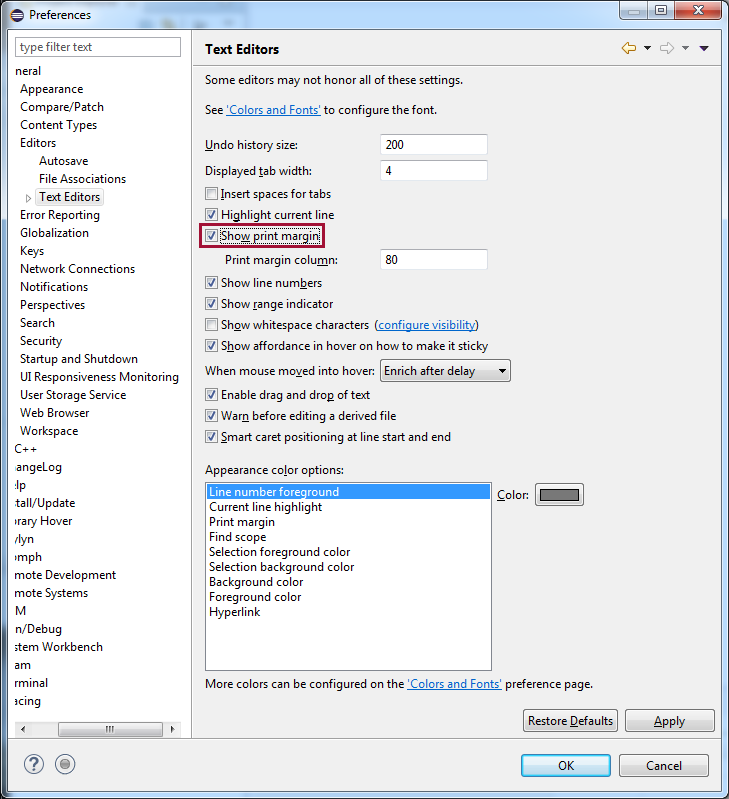 Preferences
type filter text
neral
Appearance
Compare/Patch
Content Types
Editors
Autosave
File Associations
Text Editors
Error Reporting
Globalization
Keys
Network Connections
Notifications
Perspectives
Search
Security
Startup and Shutdown
UI Responsiveness Monitoring
User Storage Service
Web Browser
Workspace
C++
angeLog
lp
tall/Update
rary Hover
ylyn
omph
mote Development
mote Systems
M
n/Debug
stem Workbench
am
rminal
acing
Text Editors
Some editors may not honor all of these settings.
See 'Colors and Fonts' to configure the font.
Undo history size: 200
Displayed tab width: 4
Insert spaces for tabs
Highlight current line
Show print margin
Print margin column: 80
Show line numbers
Show range indicator
Show whitespace characters (configure visibility)
Show affordance in hover on how to make it sticky
When mouse moved into hover: Enrich after delay
Enable drag and drop of text
Warn before editing a derived file
Smart caret positioning at line start and end
Appearance color options:
Line number foreground
Current line highlight
Print margin
Find scope
Selection foreground color
Selection background color
Background color
Foreground color
Hyperlink
Color:
More colors can be configured on the 'Colors and Fonts' preference page.
Restore Defaults
Apply
?
OK
Cancel